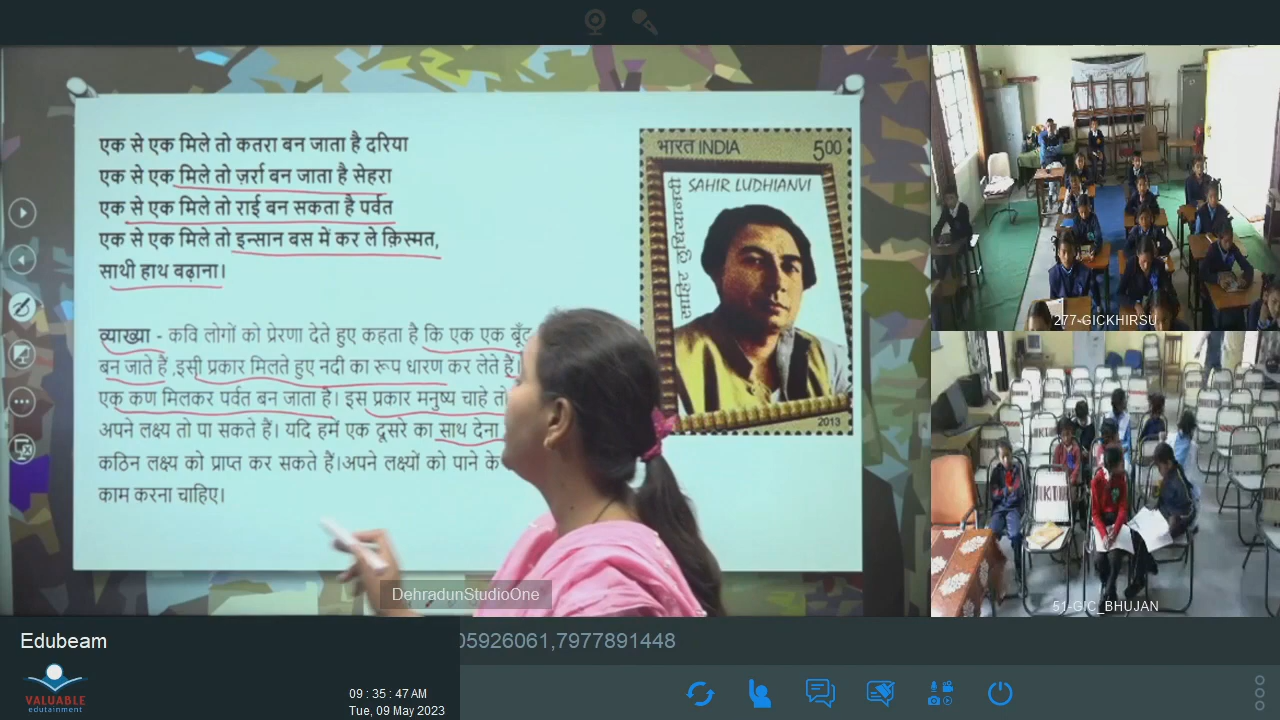 एक से एक मिले तो कतरा बन जाता है दरिया
एक से एक मिले तो ज़र्रा बन जाता है सेहरा
एक से एक मिले तो राई बन सकता है पर्वत
एक से एक मिले तो इन्सान बस में कर ले क़िस्मत,
साथी हाथ बढ़ाना।
व्याख्या - कवि लोगों को प्रेरणा देते हुए कहता है कि एक एक बूँद
बन जाते हैं ,इसी प्रकार मिलते हुए नदी का रूप धारण कर लेते हैं।
एक कण मिलकर पर्वत बन जाता है। इस प्रकार मनुष्य चाहे तो
अपने लक्ष्य तो पा सकते हैं। यदि हमें एक दूसरे का साथ देना
कठिन लक्ष्य को प्राप्त कर सकते हैं।अपने लक्ष्यों को पाने के
काम करना चाहिए।
भारत INDIA 5.00
SAHIR LUDHIANVI
साहिर लुधियानवी
2013
DehradunStudioOne
277-GICKHIRSU
51-GIC_BHUJAN
Edubeam
05926061,7977891448
VALUABLE
edutainment
09 : 35 : 47 AM
Tue, 09 May 2023